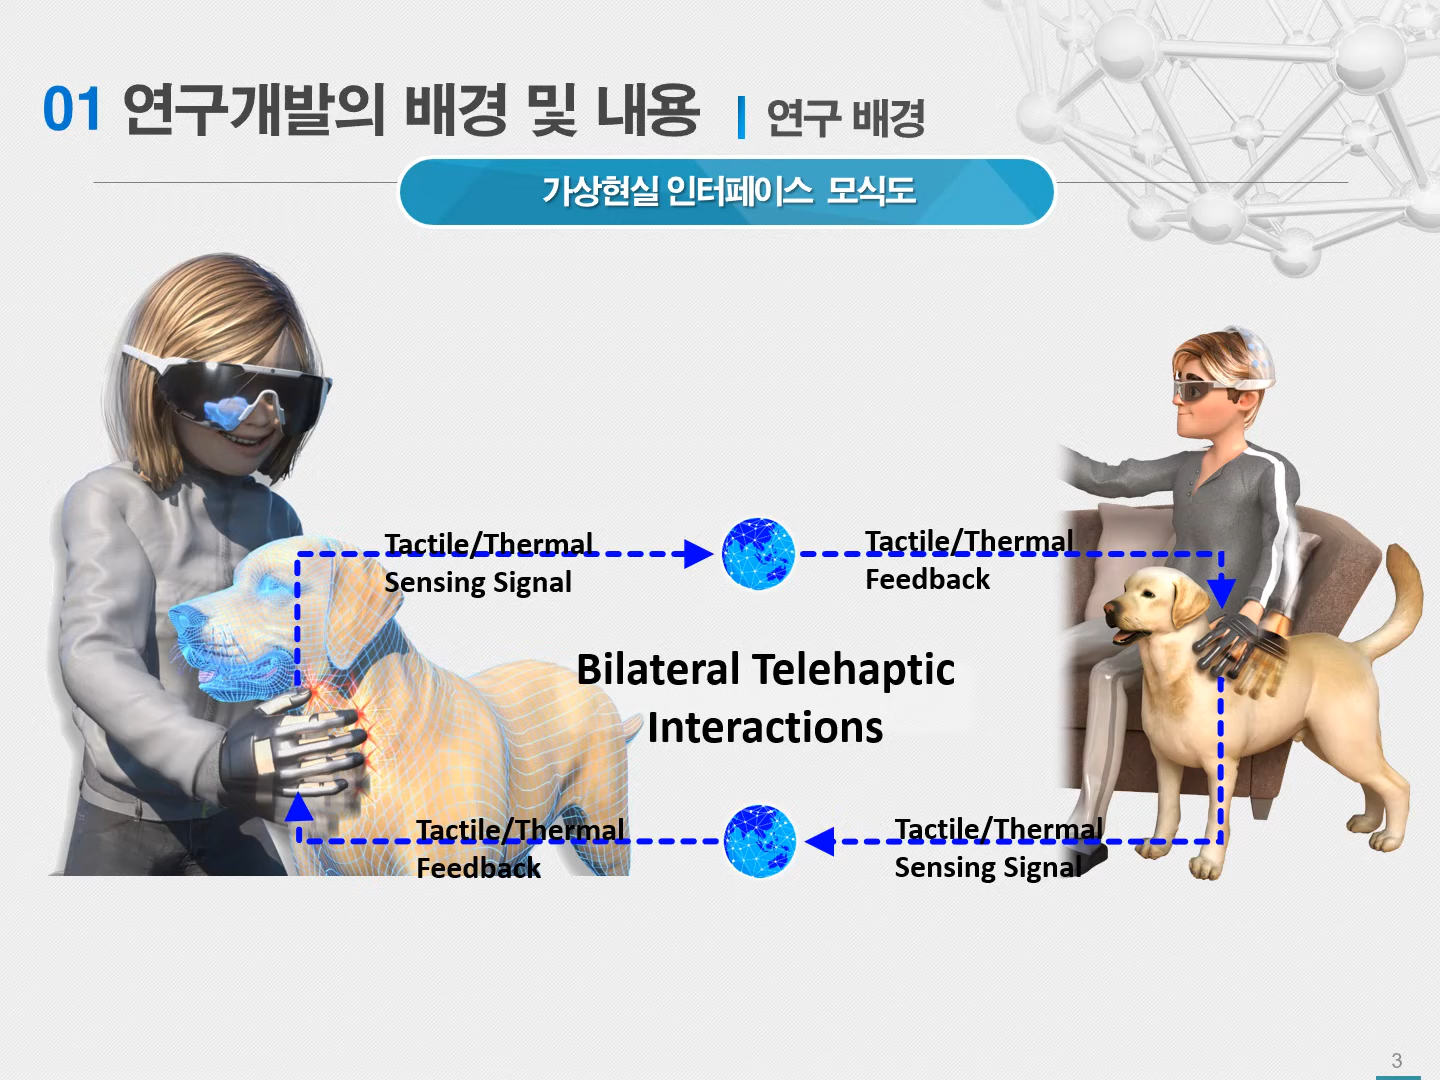 01 연구개발의 배경 및 내용 | 연구 배경
가상현실 인터페이스 모식도
Tactile/Thermal
Sensing Signal
Tactile/Thermal
Feedback
Bilateral Telehaptic
Interactions
Tactile/Thermal
Feedback
Tactile/Thermal
Sensing Signal
3